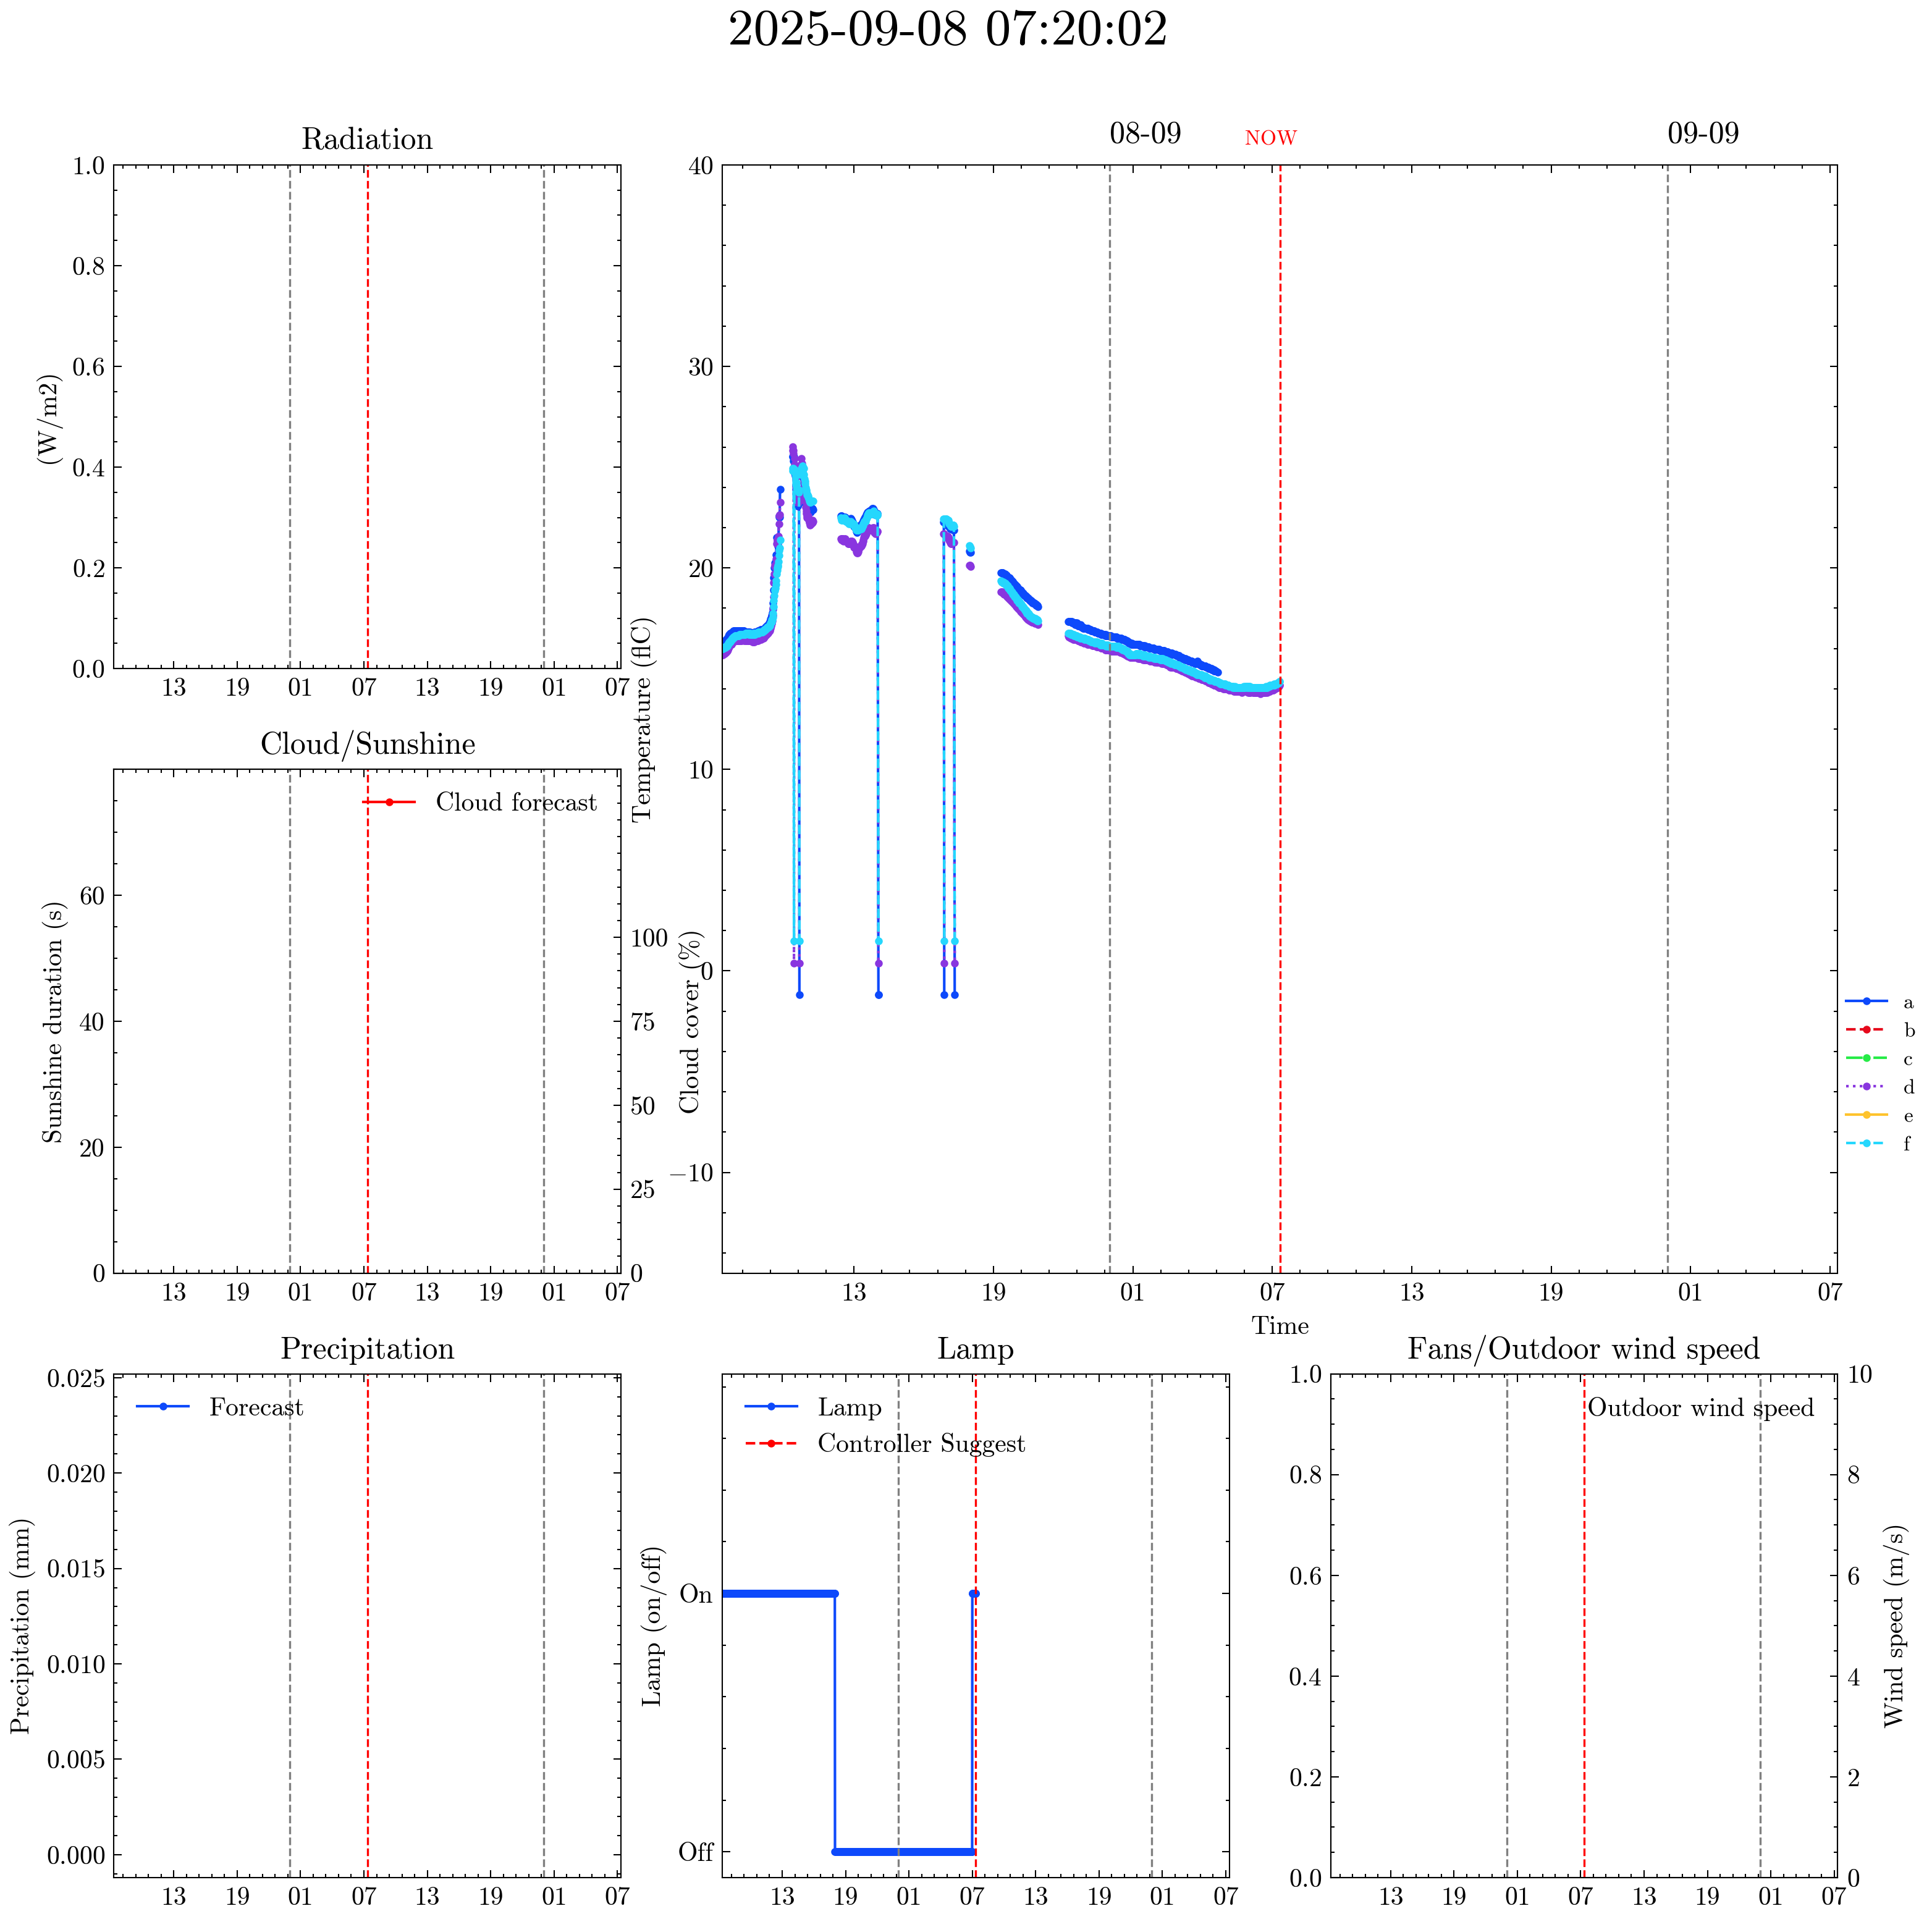 2025-09-08 07:20:02
Radiation
1.0
0.8
0.6
0.4
0.2
0.0
(W/m2)
13 19 01 07 13 19 01 07
08-09 NOW 09-09
40
30
20
10
0
−10
Temperature (flC)
13 19 01 07 13 19 01 07
Time
a
b
c
d
e
f
Cloud/Sunshine
Cloud forecast
60
40
20
0
Sunshine duration (s)
100
75
50
25
0
Cloud cover (%)
13 19 01 07 13 19 01 07
Precipitation
Forecast
0.025
0.020
0.015
0.010
0.005
0.000
Precipitation (mm)
13 19 01 07 13 19 01 07
Lamp
Lamp
Controller Suggest
On
Off
Lamp (on/off)
13 19 01 07 13 19 01 07
Fans/Outdoor wind speed
Outdoor wind speed
1.0
0.8
0.6
0.4
0.2
0.0
10
8
6
4
2
0
Wind speed (m/s)
13 19 01 07 13 19 01 07